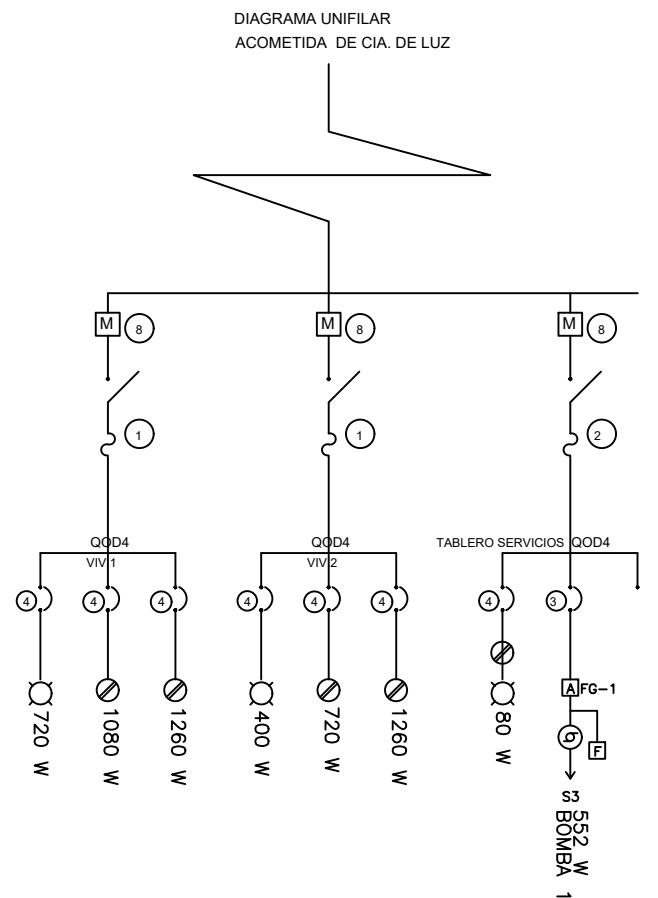 DIAGRAMA UNIFILAR
ACOMETIDA DE CIA. DE LUZ
M 8 M 8 M 8
1 1 2
QOD4 QOD4 TABLERO SERVICIOS QOD4
VIV 1 VIV 2
4 4 4 4 4 4 4 3
A FG-1
F
S3
720 W
1080 W
1260 W
400 W
720 W
1260 W
80 W
552 W
BOMBA 1